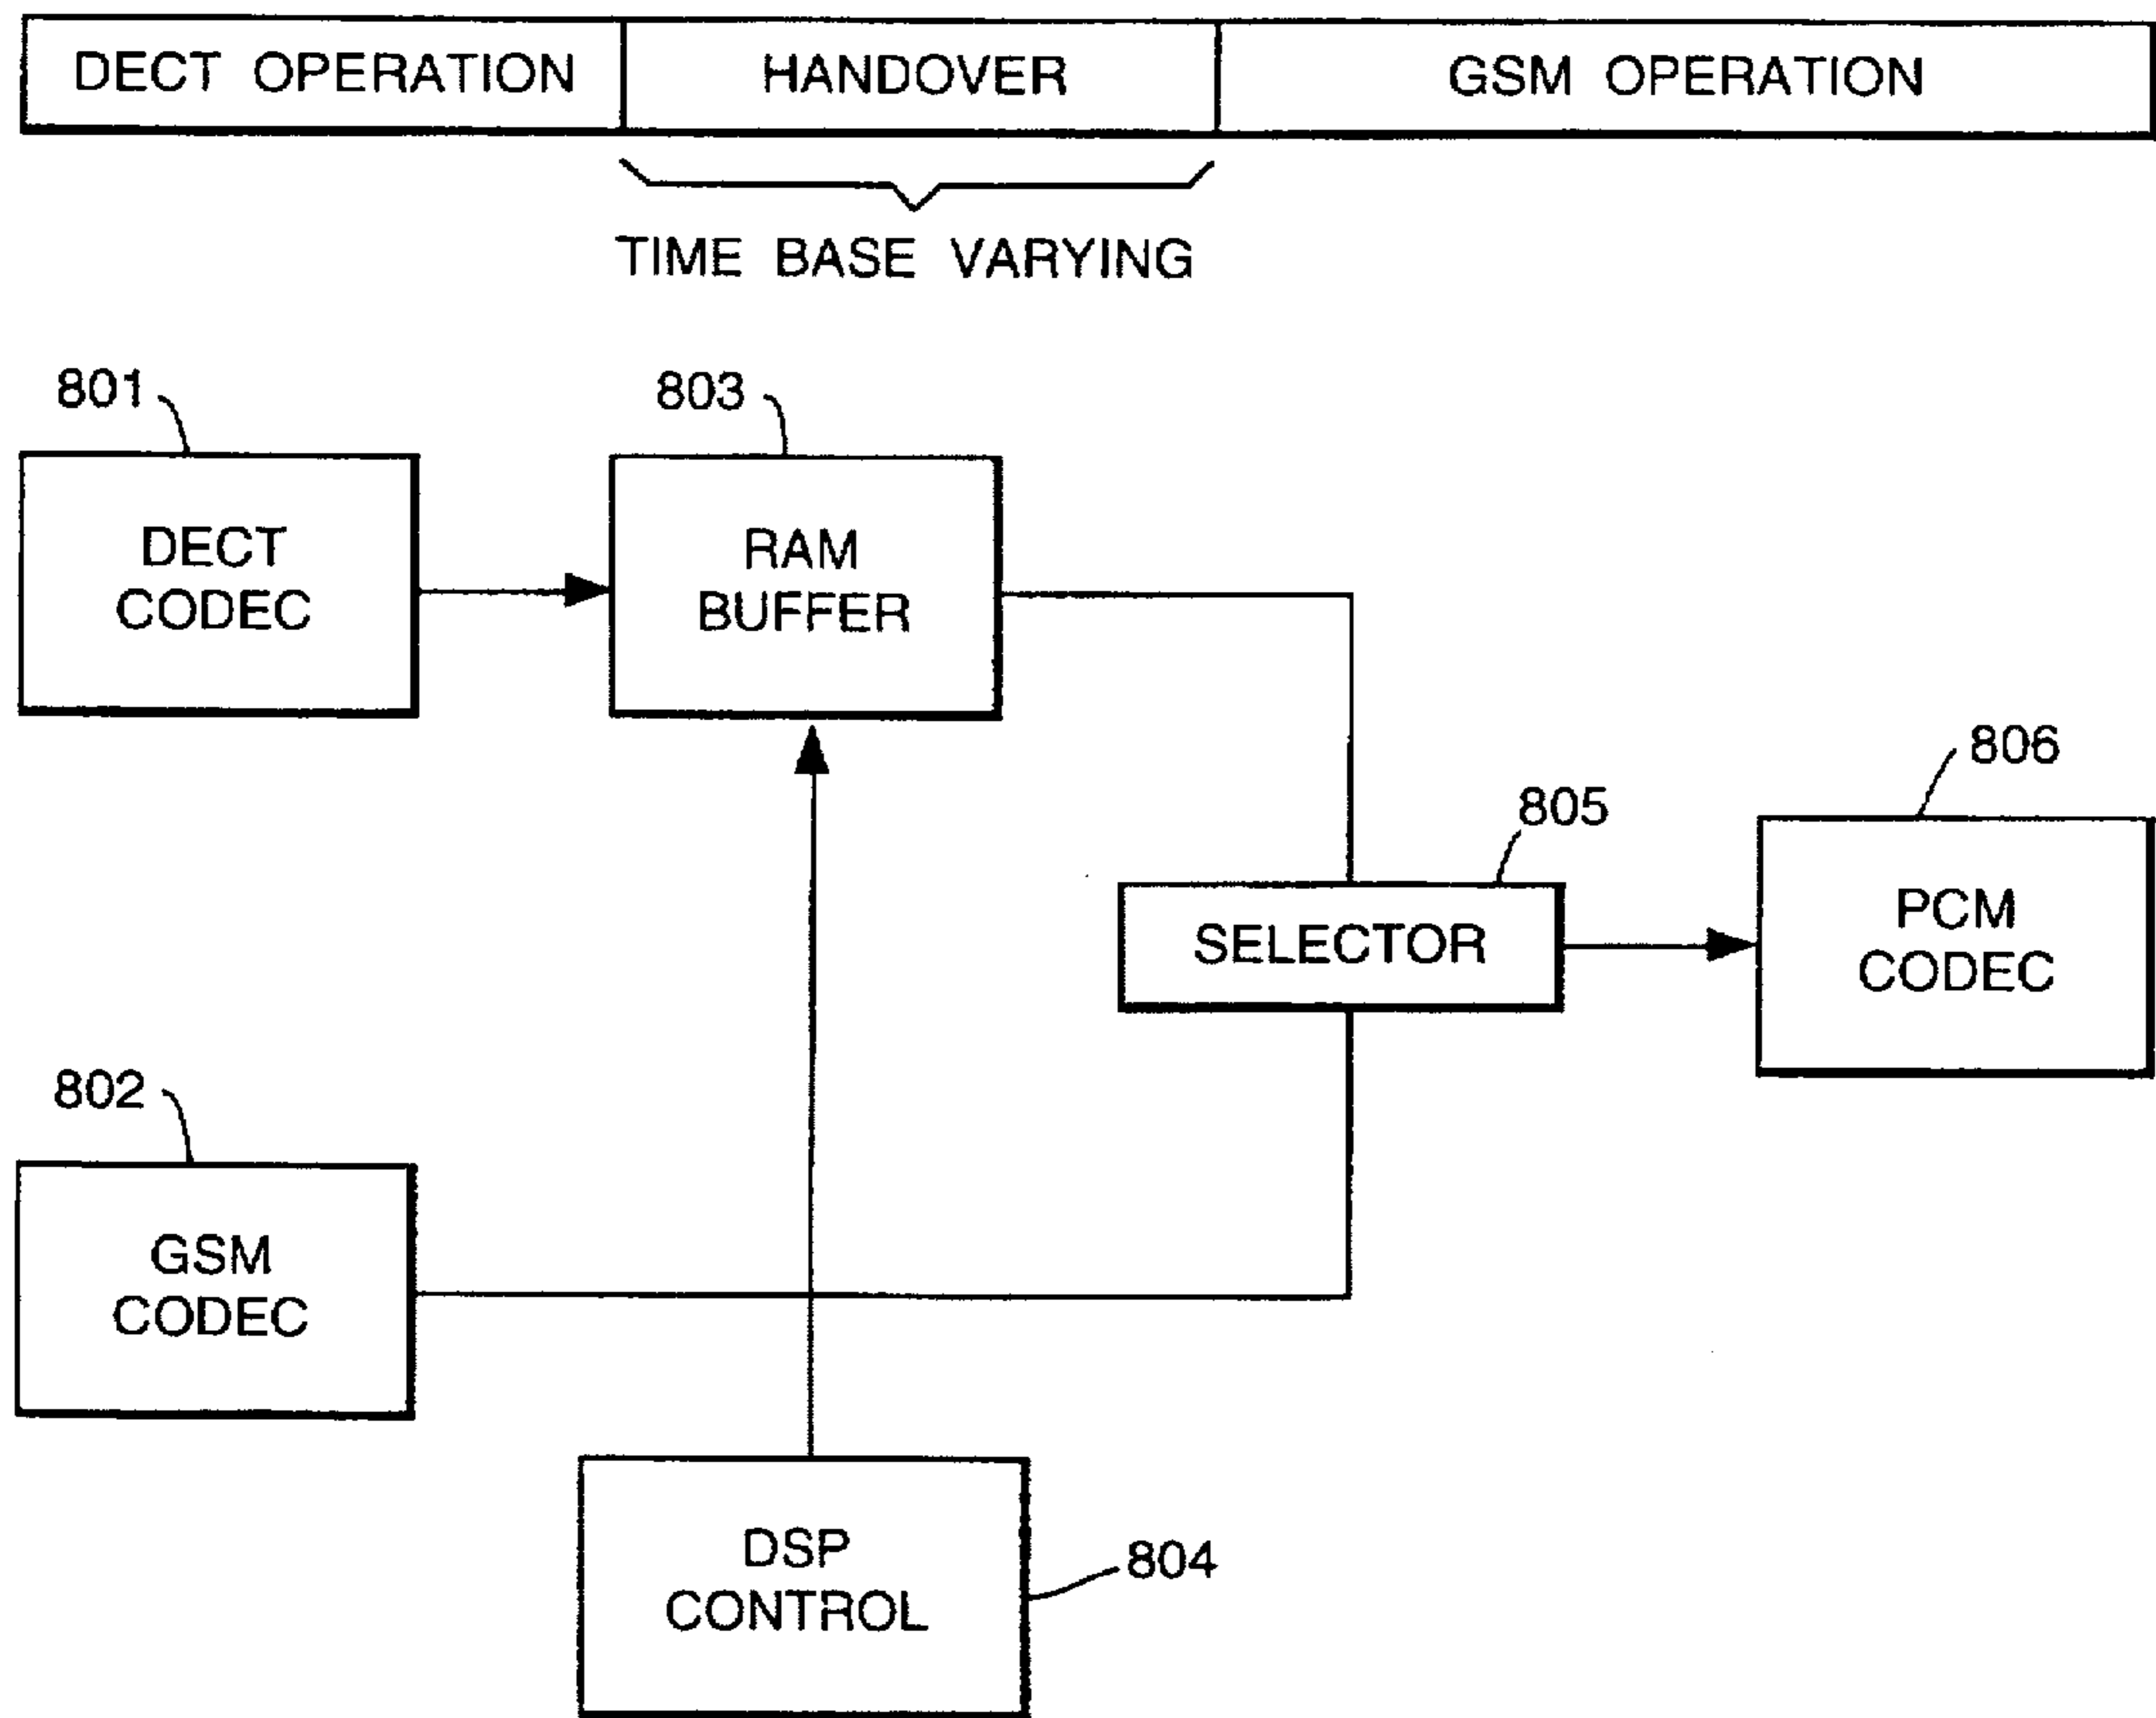 DECT OPERATION
HANDOVER
GSM OPERATION
TIME BASE VARYING
801
803
DECT
CODEC
RAM
BUFFER
806
805
SELECTOR
PCM
CODEC
802
GSM
CODEC
DSP
CONTROL
804